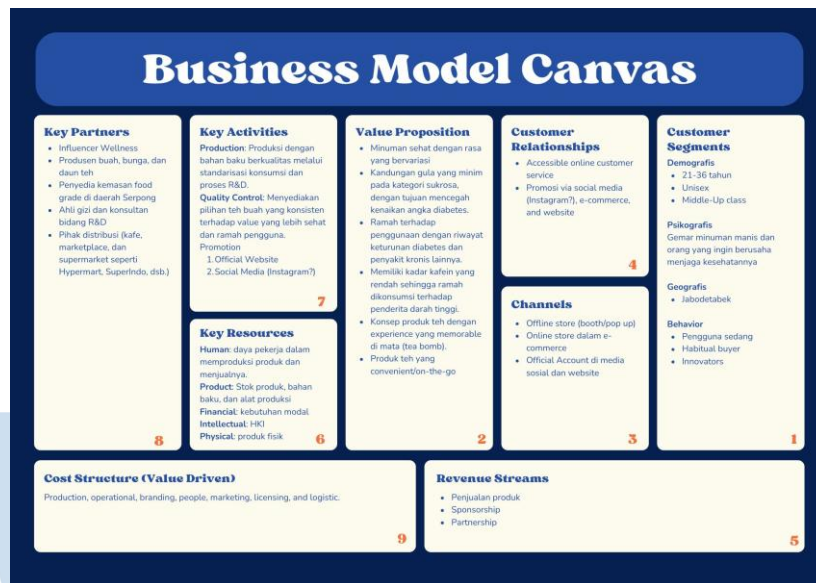 Business Model Canvas
Key Partners
• Influencer Wellness
• Produsen buah, bunga, dan
daun teh
• Penyedia kemasan food
grade di daerah Serpong
• Ahli gizi dan konsultan
bidang R&D
• Pihak distribusi (kafe,
marketplace, dan
supermarket seperti
Hypermart, SuperIndo, dsb.)
8
Key Activities
Production: Produksi dengan
bahan baku berkualitas melalui
standarisasi konsumsi dan
proses R&D.
Quality Control: Menyediakan
pilihan teh buah yang konsisten
terhadap value yang lebih sehat
dan ramah pengguna.
Promotion
1. Official Website
2. Social Media (Instagram?)
7
Key Resources
Human: daya pekerja dalam
memproduksi produk dan
menjualnya.
Product: Stok produk, bahan
baku, dan alat produksi
Financial: kebutuhan modal
Intellectual: HKI
Physical: produk fisik
6
Value Proposition
• Minuman sehat dengan rasa
yang bervariasi
• Kandungan gula yang minim
pada kategori sukrosa,
dengan tujuan mencegah
kenaikan angka diabetes.
• Ramah terhadap
penggunaan dengan riwayat
keturunan diabetes dan
penyakit kronis lainnya.
• Memiliki kadar kafein yang
rendah sehingga ramah
dikonsumsi terhadap
penderita darah tinggi.
• Konsep produk teh dengan
experience yang memorable
di mata (tea bomb).
• Produk teh yang
convenient/on-the-go
2
Customer
Relationships
• Accessible online customer
service
• Promosi via social media
(Instagram?), e-commerce,
and website
4
Channels
• Offline store (booth/pop up)
• Online store dalam e-
commerce
• Official Account di media
sosial dan website
3
Customer
Segments
Demografis
• 21-36 tahun
• Unisex
• Middle-Up class
Psikografis
Gemar minuman manis dan
orang yang ingin berusaha
menjaga kesehatannya
Geografis
• Jabodetabek
Behavior
• Pengguna sedang
• Habitual buyer
• Innovators
1
Cost Structure (Value Driven)
Production, operational, branding, people, marketing, licensing, and logistic.
9
Revenue Streams
• Penjualan produk
• Sponsorship
• Partnership
5